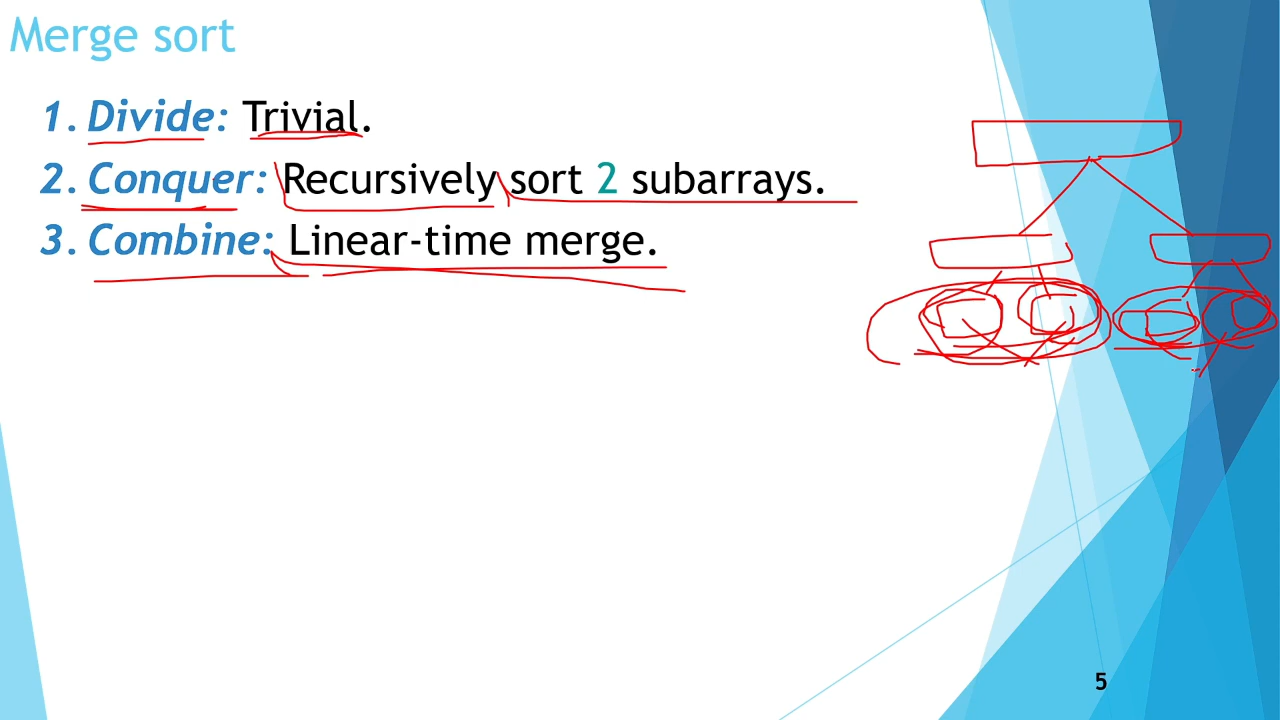 Merge sort
1. Divide: Trivial.
2. Conquer: Recursively sort 2 subarrays.
3. Combine: Linear-time merge.
5